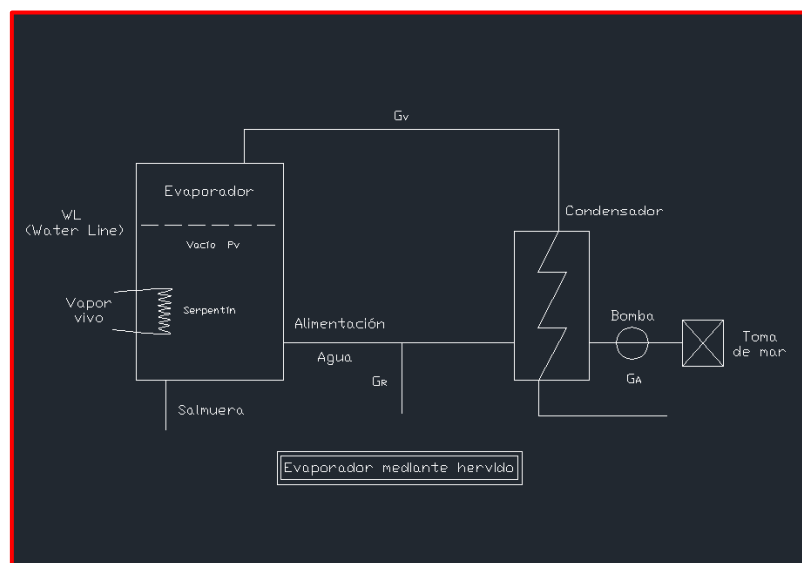 Gv
Evaporador
Condensador
WL
(Water Line)
Vacío Pv
Vapor
vivo
Serpentín
Alimentación
Bomba
Toma
de mar
Agua
GR
GA
Salmuera
Evaporador mediante hervido